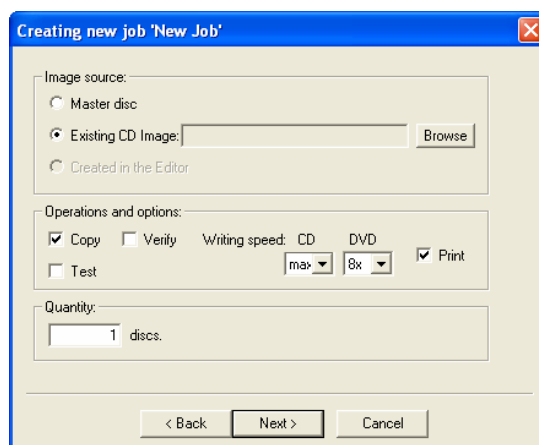 Creating new job 'New Job'
Image source:
Master disc
Existing CD Image:
Browse
Created in the Editor
Operations and options:
Copy Verify Writing speed: CD DVD
max 8x Print
Test
Quantity:
1 discs.
< Back Next > Cancel